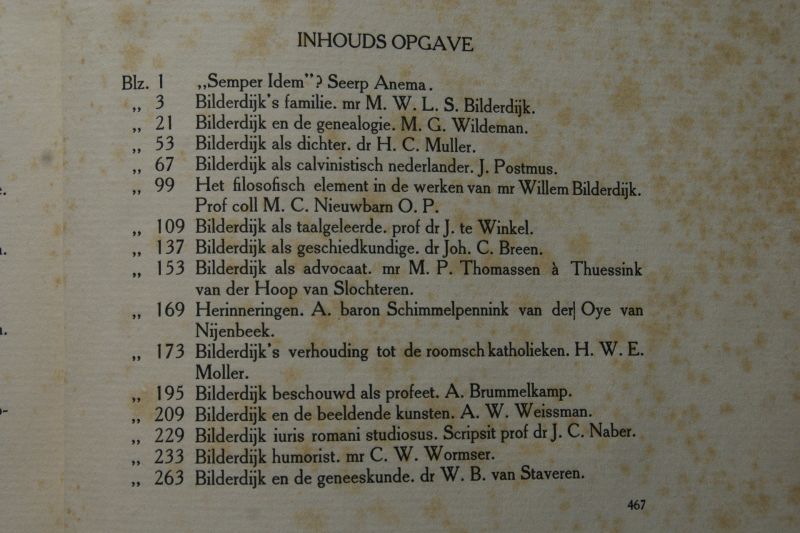 INHOUDS OPGAVE
Blz. 1 „Semper Idem”? Seerp Anema.
„ 3 Bilderdijk's familie. mr M. W. L. S. Bilderdijk.
„ 21 Bilderdijk en de genealogie. M. G. Wildeman.
„ 53 Bilderdijk als dichter. dr H. C. Muller.
„ 67 Bilderdijk als calvinistisch nederlander. J. Postmus.
„ 99 Het filosofisch element in de werken van mr Willem Bilderdijk.
Prof coll M. C. Nieuwbarn O. P.
„ 109 Bilderdijk als taalgeleerde. prof dr J. te Winkel.
„ 137 Bilderdijk als geschiedkundige. dr Joh. C. Breen.
„ 153 Bilderdijk als advocaat. mr M. P. Thomassen à Thuessink
van der Hoop van Slochteren.
„ 169 Herinneringen. A. baron Schimmelpennink van der Oye van
Nijenbeek.
„ 173 Bilderdijk's verhouding tot de roomsch katholieken. H. W. E.
Moller.
„ 195 Bilderdijk beschouwd als profeet. A. Brummelkamp.
„ 209 Bilderdijk en de beeldende kunsten. A. W. Weissman.
„ 229 Bilderdijk iuris romani studiosus. Scripsit prof dr J. C. Naber.
„ 233 Bilderdijk humorist. mr C. W. Wormser.
„ 263 Bilderdijk en de geneeskunde. dr W. B. van Staveren.
467